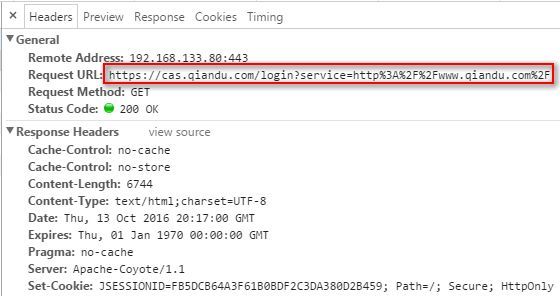 × Headers Preview Response Cookies Timing
▼ General
Remote Address: 192.168.133.80:443
Request URL: https://cas.qiandu.com/login?service=http%3A%2F%2Fwww.qiandu.com%2F
Request Method: GET
Status Code: 200 OK
▼ Response Headers view source
Cache-Control: no-cache
Cache-Control: no-store
Content-Length: 6744
Content-Type: text/html;charset=UTF-8
Date: Thu, 13 Oct 2016 20:17:00 GMT
Expires: Thu, 01 Jan 1970 00:00:00 GMT
Pragma: no-cache
Server: Apache-Coyote/1.1
Set-Cookie: JSESSIONID=FB5DCB64A3F61B0BDF2C3DA380D2B459; Path=/; Secure; HttpOnly